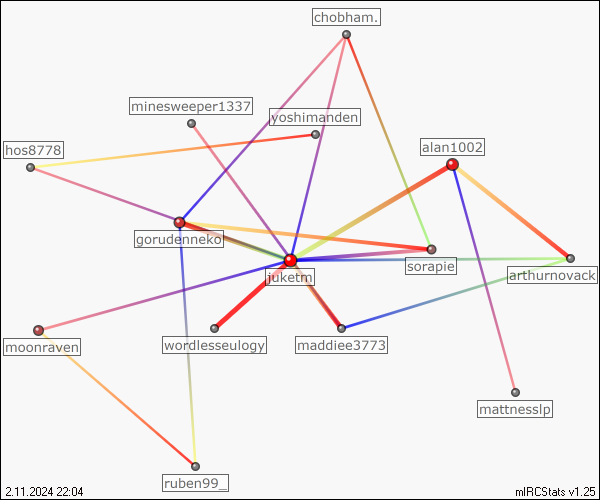 chobham.
minesweeper1337
yoshimanden
hos8778
alan1002
gorudenneko
sorapie
juketm
arthurnovack
moonraven
wordlesseulogy
maddiee3773
mattnesslp
ruben99_
2.11.2024 22:04
mIRCStats v1.25